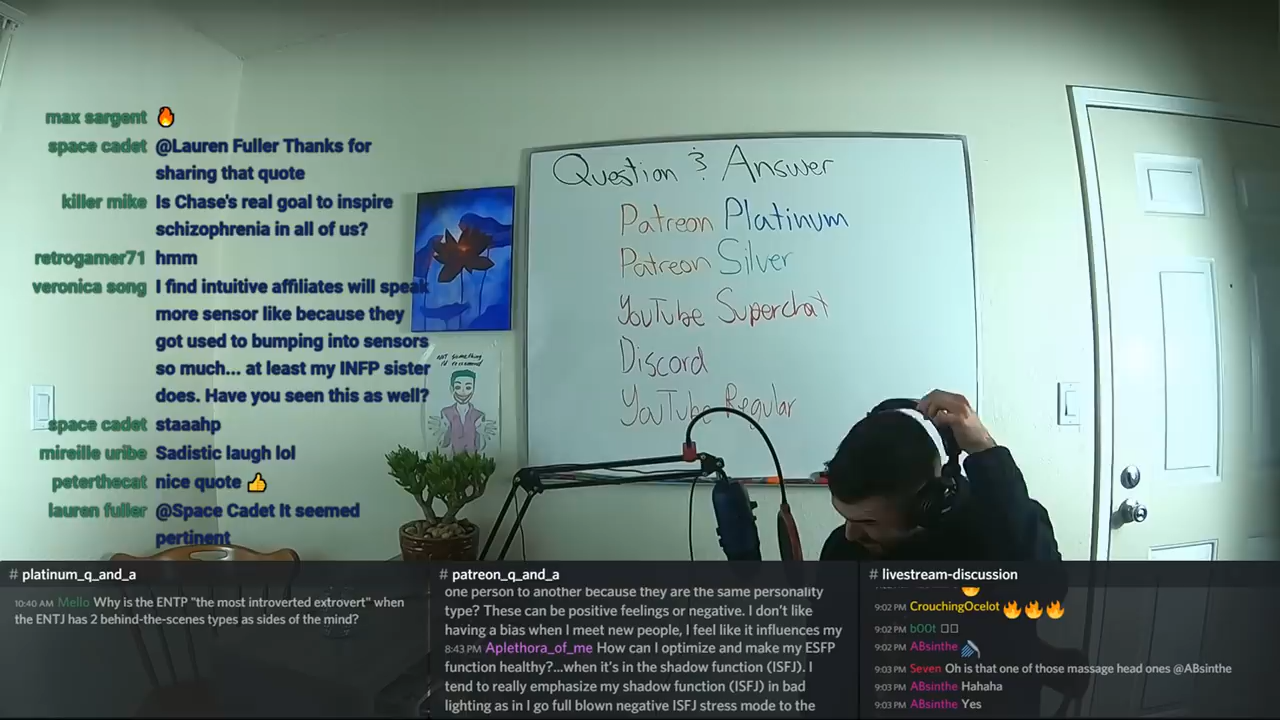 max sargent 🔥
space cadet @Lauren Fuller Thanks for
sharing that quote
killer mike Is Chase's real goal to inspire
schizophrenia in all of us?
retrogamer71 hmm
veronica song I find intuitive affiliates will speak
more sensor like because they
got used to bumping into sensors
so much... at least my INFP sister
does. Have you seen this as well?
space cadet staaahp
mireille uribe Sadistic laugh lol
peterthecat nice quote 👍
lauren fuller @Space Cadet It seemed
pertinent
Question & Answer
Patreon Platinum
Patreon Silver
YouTube Superchat
Discord
YouTube Regular
# platinum_q_and_a
10:40 AM Mello Why is the ENTP "the most introverted extrovert" when
the ENTJ has 2 behind-the-scenes types as sides of the mind?
# patreon_q_and_a
one person to another because they are the same personality
type? These can be positive feelings or negative. I don't like
having a bias when I meet new people, I feel like it influences my
8:43 PM Aplethora_of_me How can I optimize and make my ESFP
function healthy?...when it's in the shadow function (ISFJ). I
tend to really emphasize my shadow function (ISFJ) in bad
lighting as in I go full blown negative ISFJ stress mode to the
# livestream-discussion
9:02 PM CrouchingOcelot 🔥🔥🔥
9:02 PM b00t
9:02 PM ABsinthe
9:03 PM Seven Oh is that one of those massage head ones @ABsinthe
9:03 PM ABsinthe Hahaha
9:03 PM ABsinthe Yes